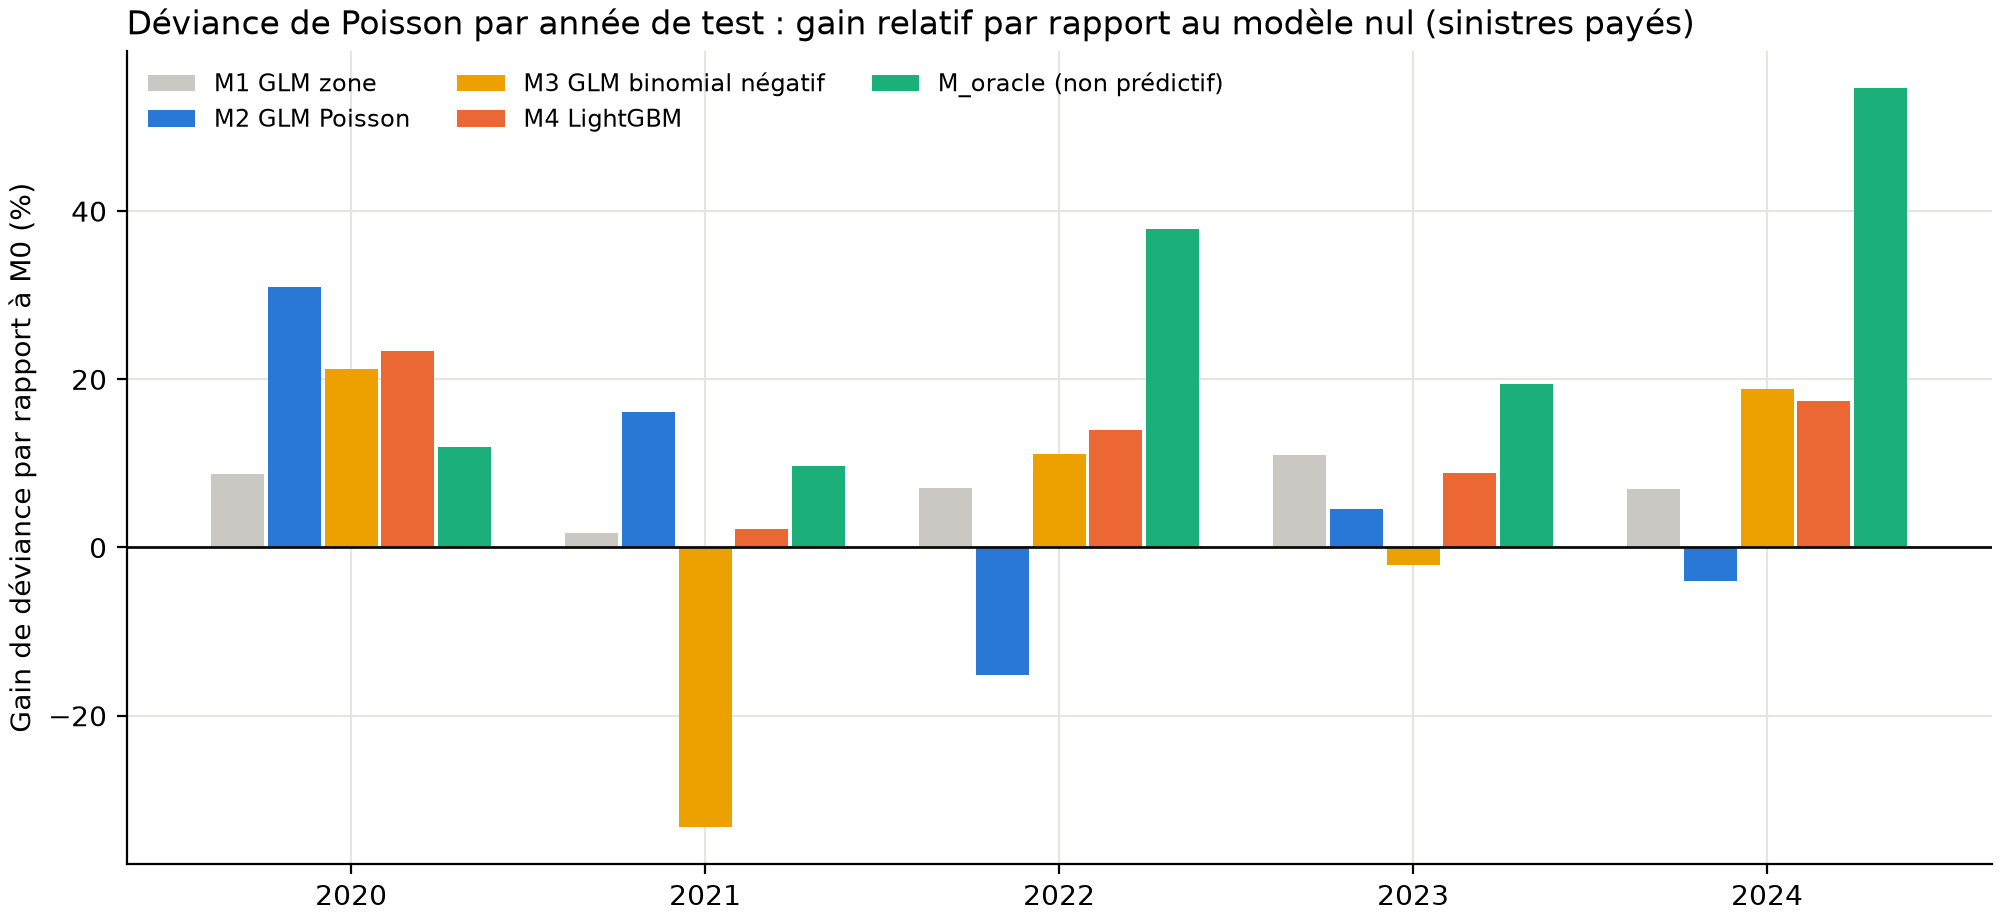 Déviance de Poisson par année de test : gain relatif par rapport au modèle nul (sinistres payés)
M1 GLM zone
M2 GLM Poisson
M3 GLM binomial négatif
M4 LightGBM
M_oracle (non prédictif)
Gain de déviance par rapport à M0 (%)
40
20
0
−20
2020
2021
2022
2023
2024